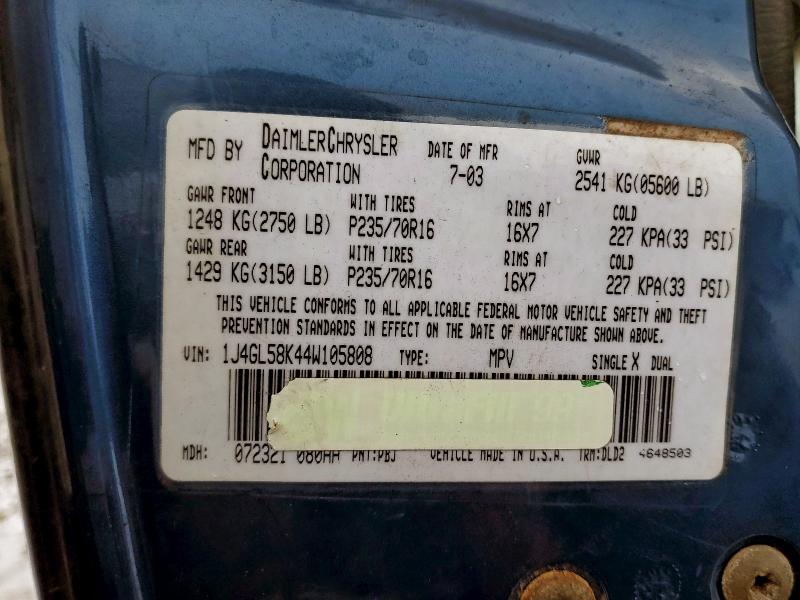 MFD BY DAIMLERCHRYSLER CORPORATION DATE OF MFR 7-03 GVWR 2541 KG(05600 LB)
GAWR FRONT WITH TIRES RIMS AT COLD
1248 KG(2750 LB) P235/70R16 16X7 227 KPA(33 PSI)
GAWR REAR WITH TIRES RIMS AT COLD
1429 KG(3150 LB) P235/70R16 16X7 227 KPA(33 PSI)
THIS VEHICLE CONFORMS TO ALL APPLICABLE FEDERAL MOTOR VEHICLE SAFETY AND THEFT
PREVENTION STANDARDS IN EFFECT ON THE DATE OF MANUFACTURE SHOWN ABOVE.
VIN: 1J4GL58K44W105808 TYPE: MPV SINGLE X DUAL
MDH: 072321 080AA PNT:PBJ VEHICLE MADE IN U.S.A. TRM:DLD2 4648503